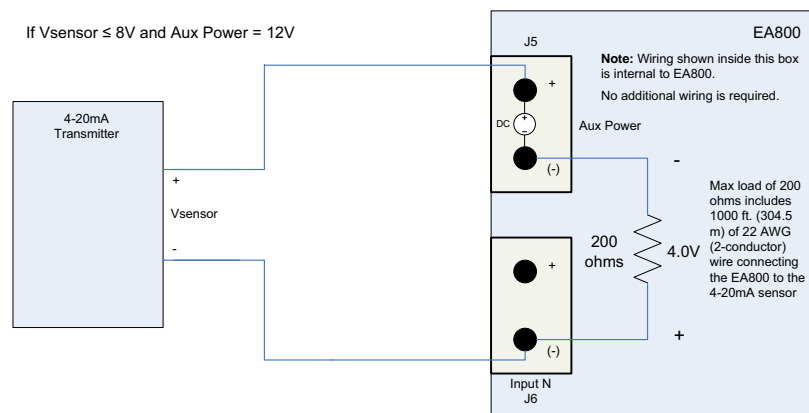 If Vsensor ≤ 8V and Aux Power = 12V
EA800
J5
Note: Wiring shown inside this box
is internal to EA800.
No additional wiring is required.
4-20mA
Transmitter
+
Vsensor
-
+
DC
+
-
Aux Power
(-)
-
200
ohms
4.0V
Max load of 200
ohms includes
1000 ft. (304.5
m) of 22 AWG
(2-conductor)
wire connecting
the EA800 to the
4-20mA sensor
+
+
(-)
Input N
J6